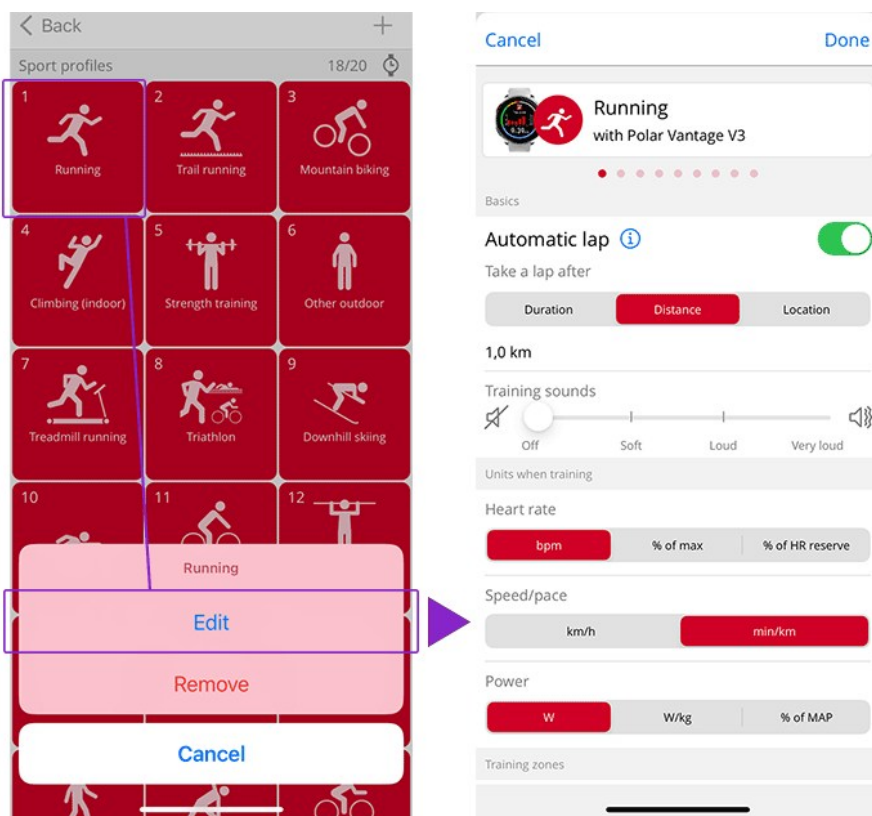 Back
Sport profiles 18/20
1 2 3
Running Trail running Mountain biking
4 5 6
Climbing (indoor) Strength training Other outdoor
7 8 9
Treadmill running Triathlon Downhill skiing
10 11 12
Running
Edit
Remove
Cancel
Cancel Done
Running
with Polar Vantage V3
Basics
Automatic lap i
Take a lap after
Duration Distance Location
1,0 km
Training sounds
Off Soft Loud Very loud
Units when training
Heart rate
bpm % of max % of HR reserve
Speed/pace
km/h min/km
Power
W W/kg % of MAP
Training zones